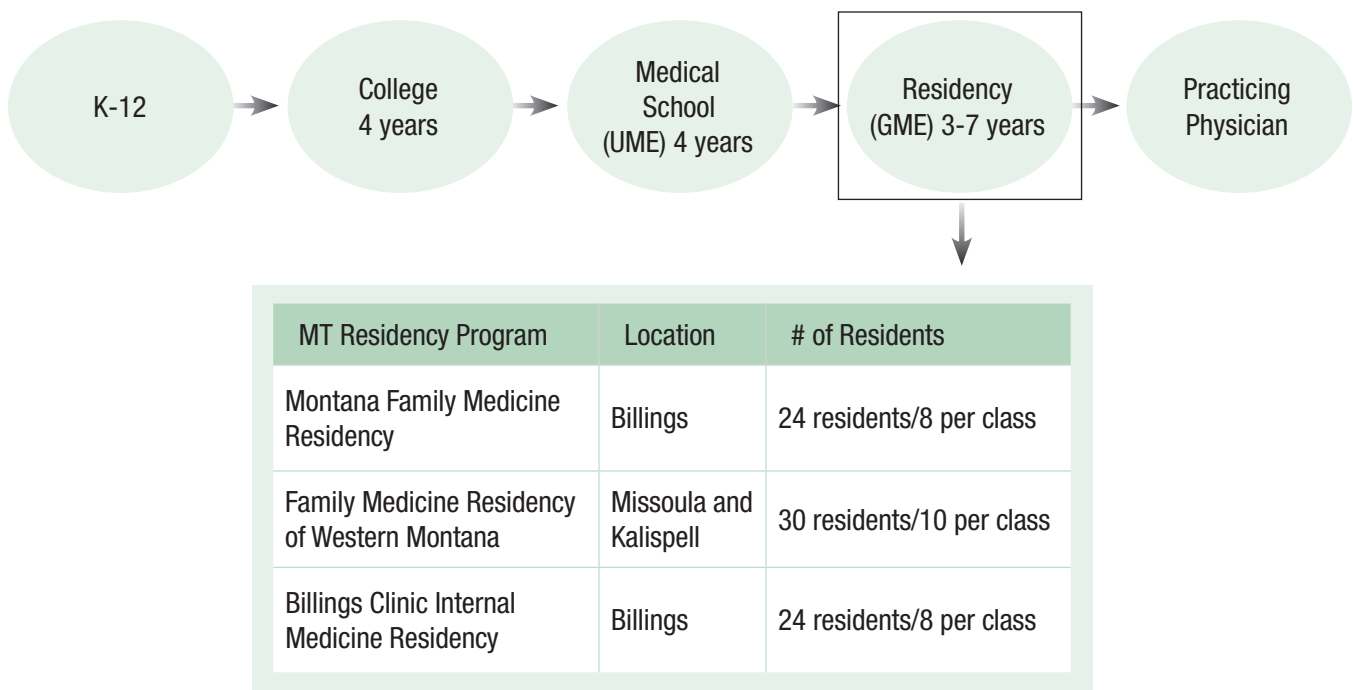 K-12
College
4 years
Medical
School
(UME) 4 years
Residency
(GME) 3-7 years
Practicing
Physician
MT Residency Program
Location
# of Residents
Montana Family Medicine
Residency
Billings
24 residents/8 per class
Family Medicine Residency
of Western Montana
Missoula and
Kalispell
30 residents/10 per class
Billings Clinic Internal
Medicine Residency
Billings
24 residents/8 per class